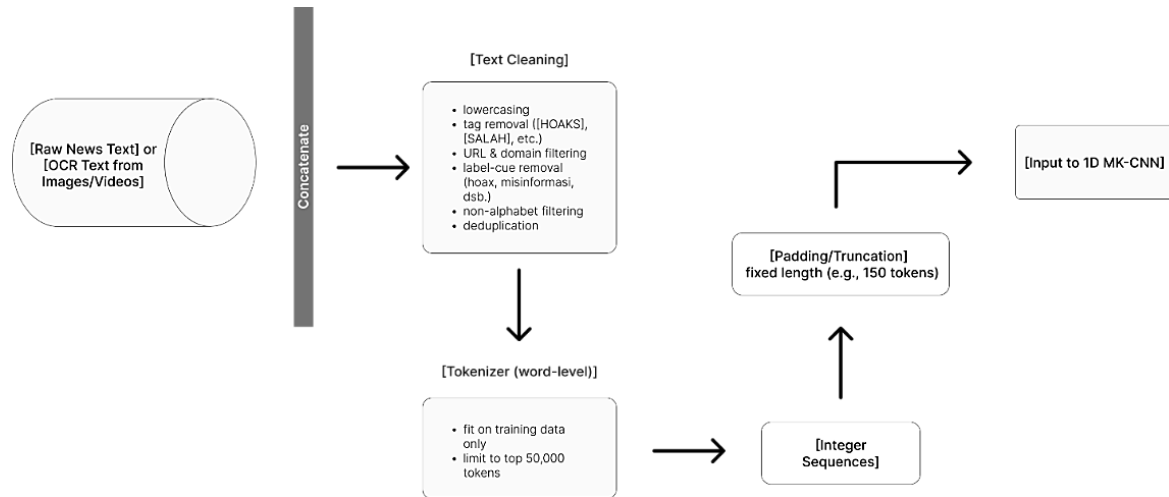 [Raw News Text] or
[OCR Text from
Images/Videos]
Concatenate
[Text Cleaning]
• lowercasing
• tag removal ([HOAKS],
[SALAH], etc.)
• URL & domain filtering
• label-cue removal
(hoax, misinformasi,
dsb.)
• non-alphabet filtering
• deduplication
[Tokenizer (word-level)]
• fit on training data
only
• limit to top 50,000
tokens
[Integer
Sequences]
[Padding/Truncation]
fixed length (e.g., 150 tokens)
[Input to 1D MK-CNN]